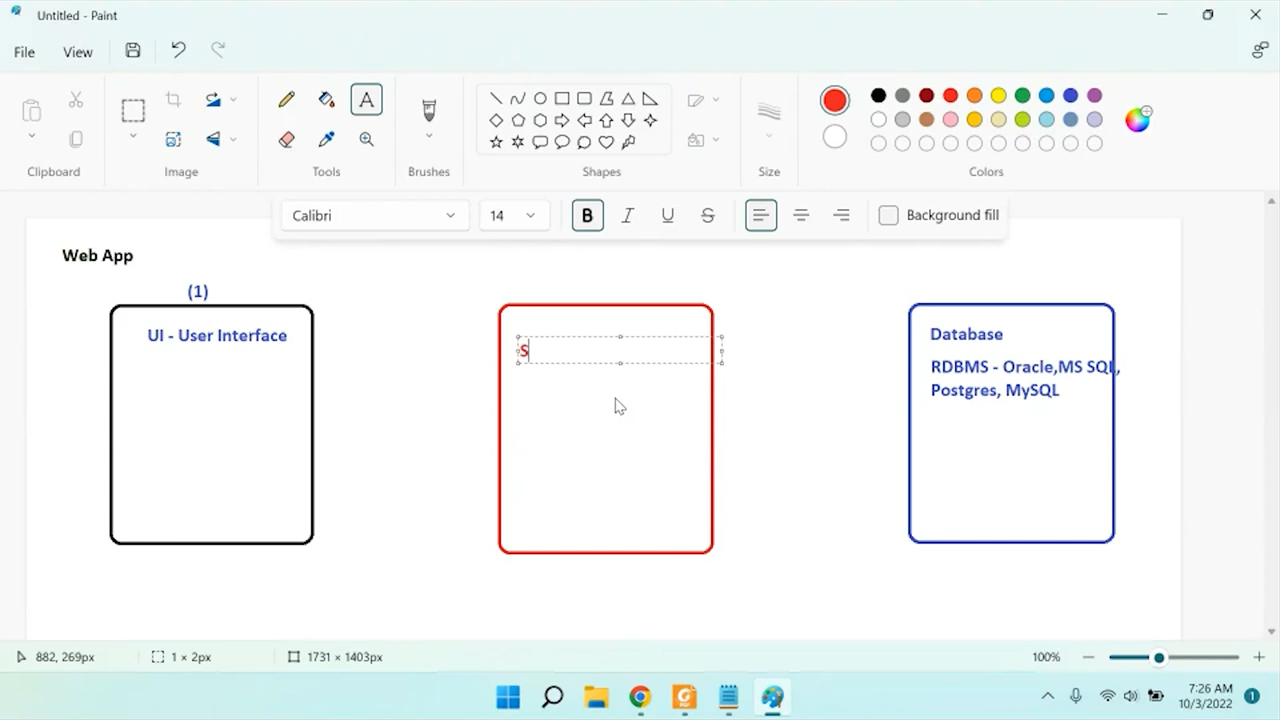 Untitled - Paint
File
View
Clipboard
Image
Tools
Brushes
Shapes
Size
Colors
Calibri
14
B
I
U
S
Background fill
Web App
(1)
UI - User Interface
S
Database
RDBMS - Oracle,MS SQL,
Postgres, MySQL
882, 269px
1 × 2px
1731 × 1403px
100%
7:26 AM
10/3/2022
1